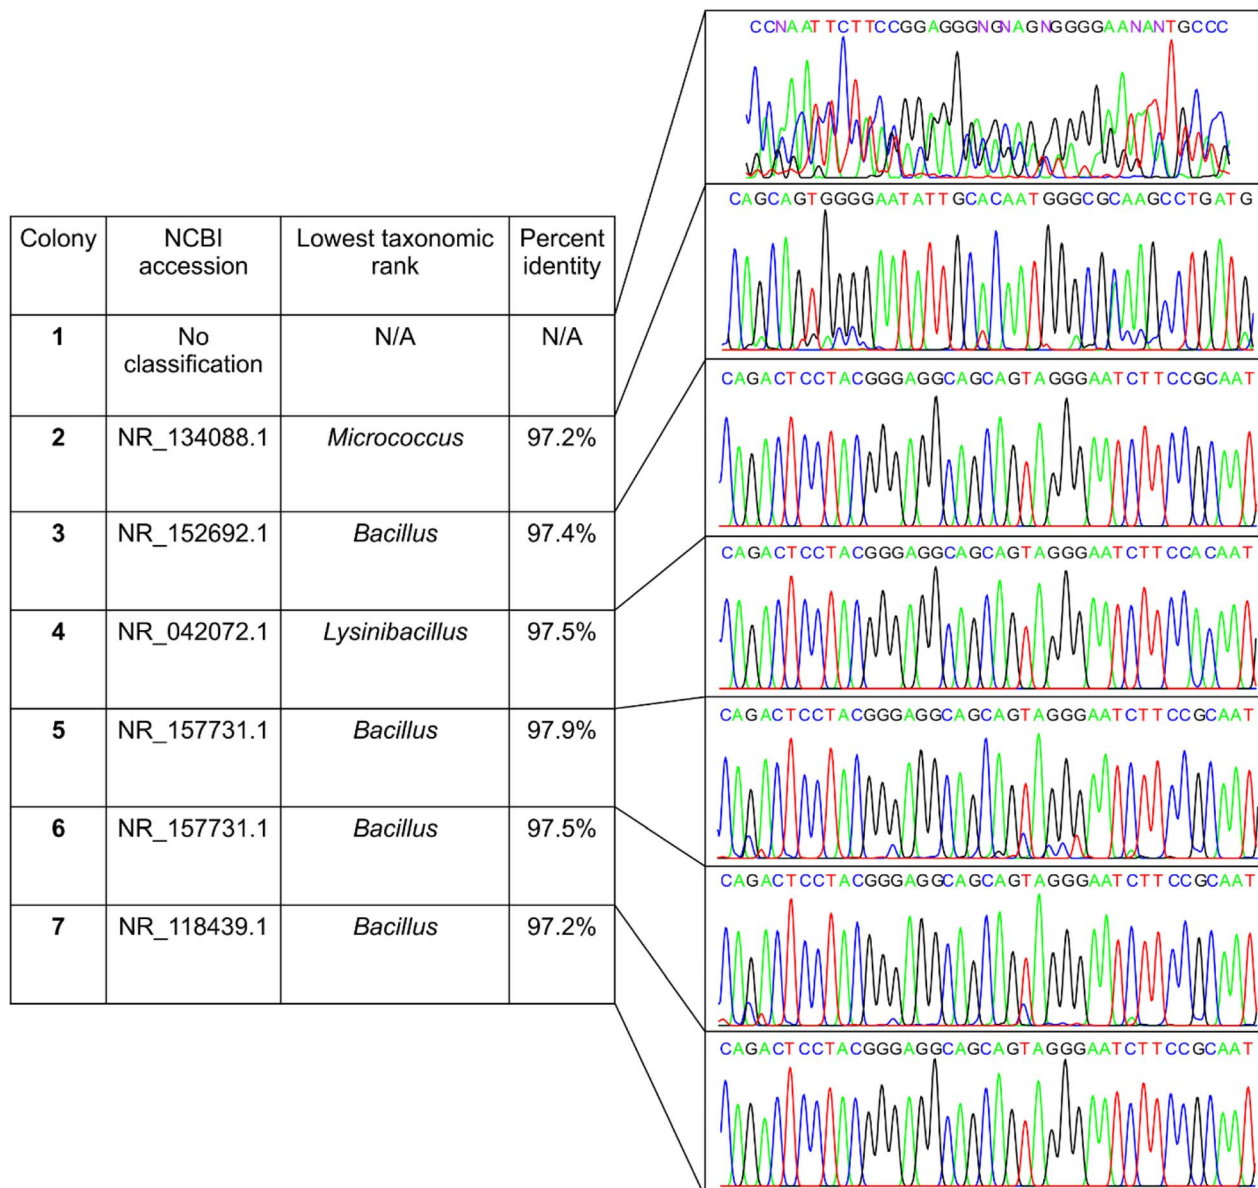 Colony NCBI accession Lowest taxonomic rank Percent identity
1 No classification N/A N/A
2 NR_134088.1 Micrococcus 97.2%
3 NR_152692.1 Bacillus 97.4%
4 NR_042072.1 Lysinibacillus 97.5%
5 NR_157731.1 Bacillus 97.9%
6 NR_157731.1 Bacillus 97.5%
7 NR_118439.1 Bacillus 97.2%
CCNAATTCTTCCGGAGGGNGNAGNGGGGAANANTGCCC
CAGCAGTGGGGAATATTGCACAATGGGCGCAAGCCTGATG
CAGACTCCTACGGGAGGCAGCAGTAGGGAATCTTCCGCAAT
CAGACTCCTACGGGAGGCAGCAGTAGGGAATCTTCCACAAT
CAGACTCCTACGGGAGGCAGCAGTAGGGAATCTTCCGCAAT
CAGACTCCTACGGGAGGCAGCAGTAGGGAATCTTCCGCAAT
CAGACTCCTACGGGAGGCAGCAGTAGGGAATCTTCCGCAAT